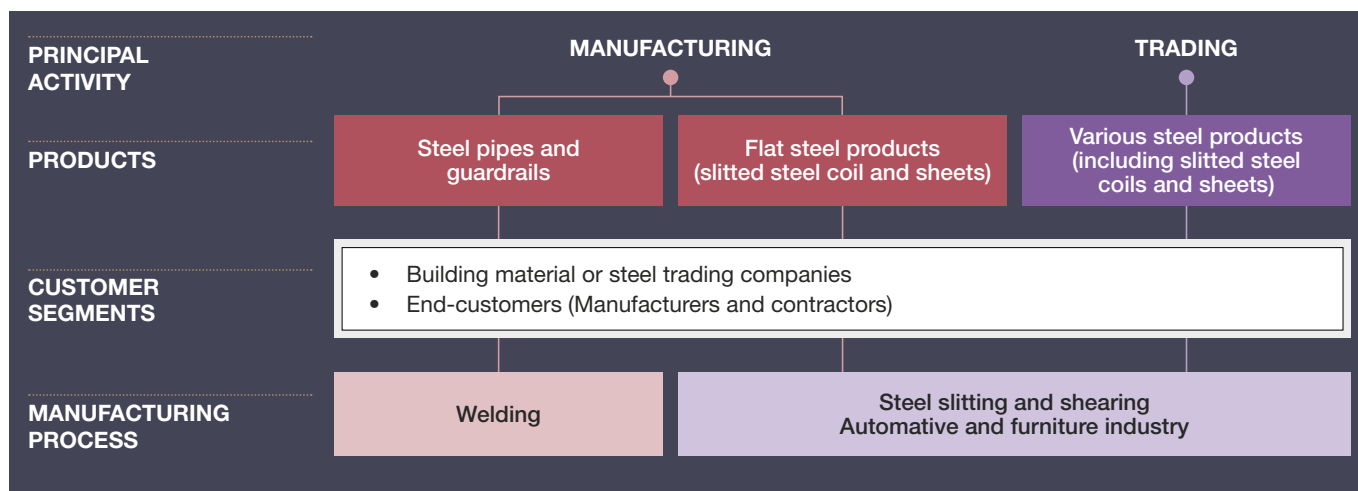 PRINCIPAL
ACTIVITY
MANUFACTURING
TRADING
PRODUCTS
Steel pipes and
guardrails
Flat steel products
(slitted steel coil and sheets)
Various steel products
(including slitted steel
coils and sheets)
CUSTOMER
SEGMENTS
• Building material or steel trading companies
• End-customers (Manufacturers and contractors)
MANUFACTURING
PROCESS
Welding
Steel slitting and shearing
Automative and furniture industry